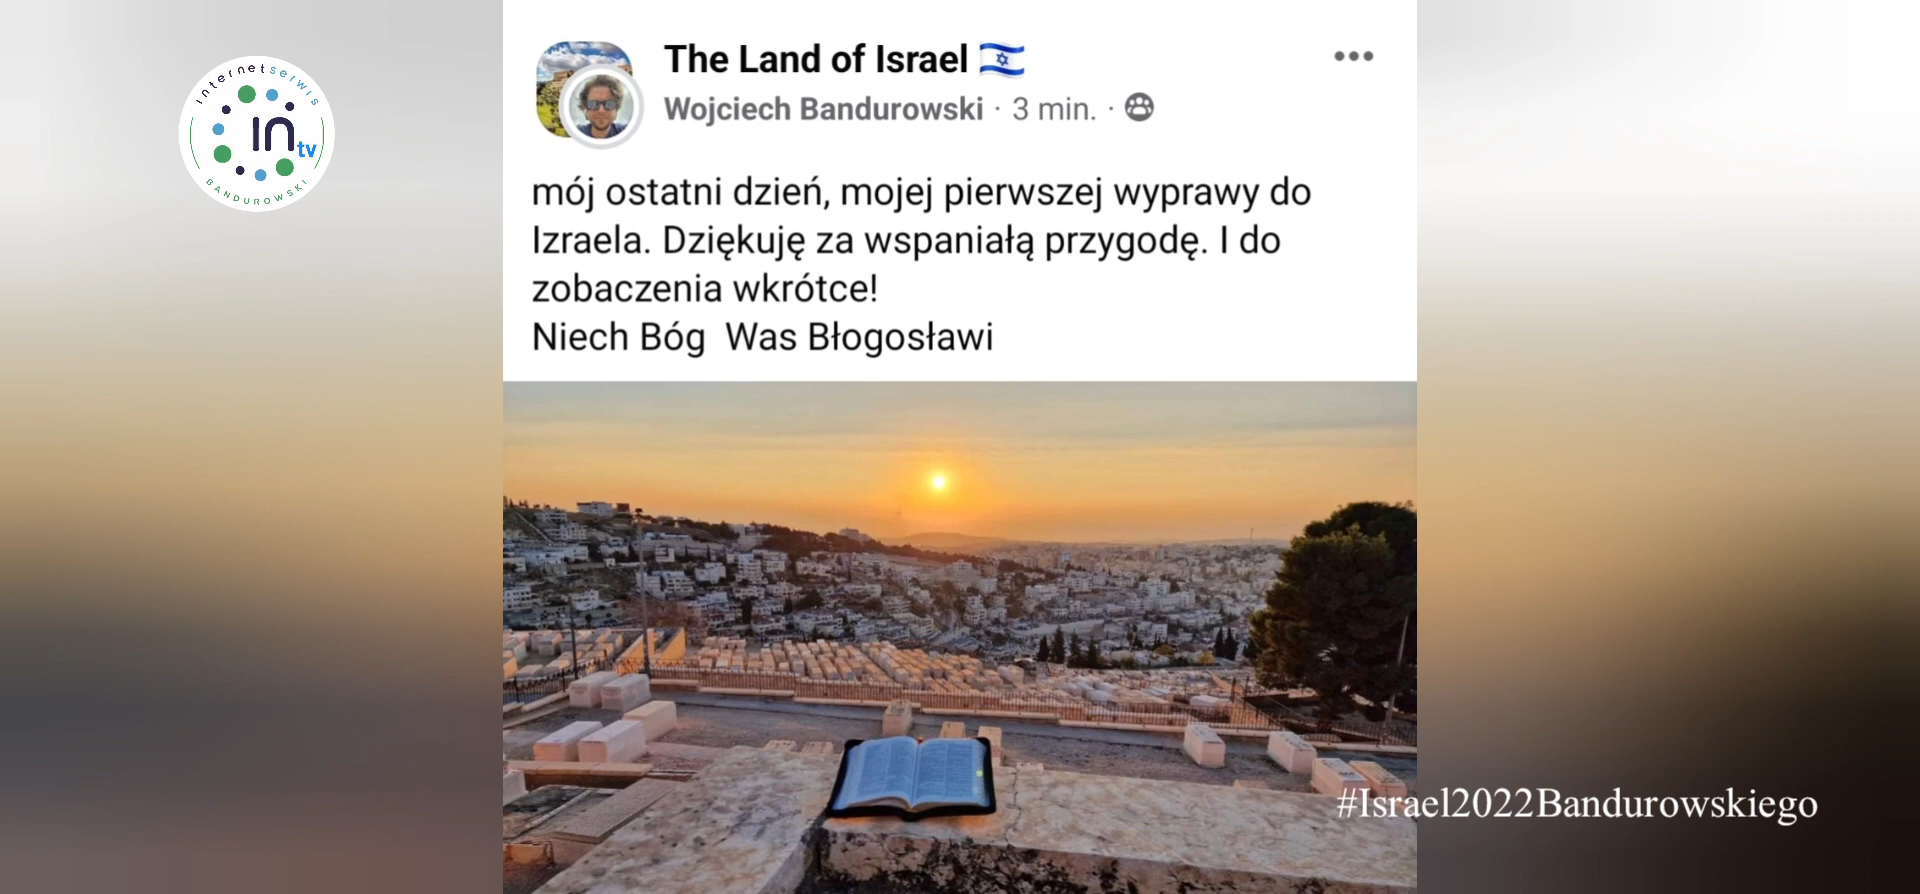 internetserwis
in tv
BANDUROWSKI
The Land of Israel 🇮🇱
Wojciech Bandurowski · 3 min. ·
mój ostatni dzień, mojej pierwszej wyprawy do
Izraela. Dziękuję za wspaniałą przygodę. I do
zobaczenia wkrótce!
Niech Bóg  Was Błogosławi
#Israel2022Bandurowskiego